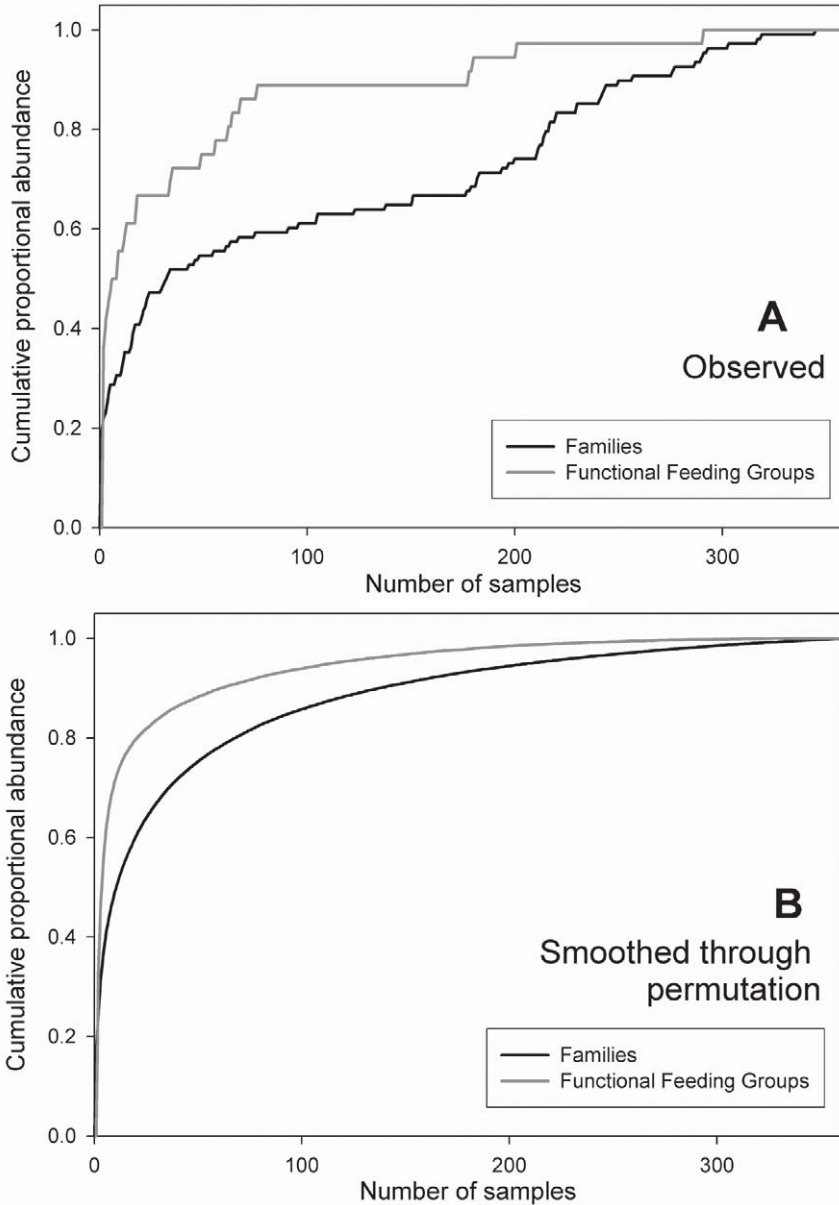 1.0
0.8
0.6
0.4
0.2
0.0
Cumulative proportional abundance
A
Observed
Families
Functional Feeding Groups
0 100 200 300
Number of samples
1.0
0.8
0.6
0.4
0.2
0.0
Cumulative proportional abundance
B
Smoothed through
permutation
Families
Functional Feeding Groups
0 100 200 300
Number of samples